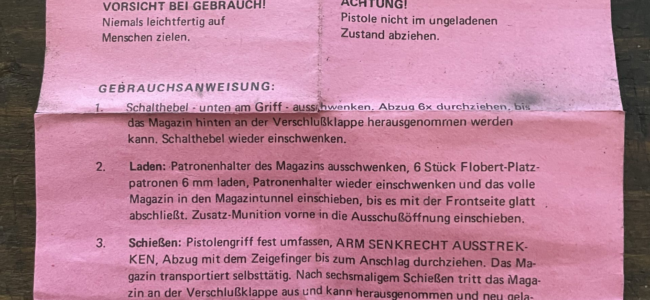 VORSICHT BEI GEBRAUCH!
Niemals leichtfertig auf
Menschen zielen.
ACHTUNG!
Pistole nicht im ungeladenen
Zustand abziehen.
GEBRAUCHSANWEISUNG:
1. Schalthebel - unten am Griff - ausschwenken. Abzug 6x durchziehen, bis
das Magazin hinten an der Verschlußklappe herausgenommen werden
kann. Schalthebel wieder einschwenken.
2. Laden: Patronenhalter des Magazins ausschwenken, 6 Stück Flobert-Platz-
patronen 6 mm laden, Patronenhalter wieder einschwenken und das volle
Magazin in den Magazintunnel einschieben, bis es mit der Frontseite glatt
abschließt. Zusatz-Munition vorne in die Ausschußöffnung einschieben.
3. Schießen: Pistolengriff fest umfassen, ARM SENKRECHT AUSSTREK-
KEN, Abzug mit dem Zeigefinger bis zum Anschlag durchziehen. Das Ma-
gazin transportiert selbsttätig. Nach sechsmaligem Schießen tritt das Maga-
zin an der Verschlußklappe aus und kann herausgenommen und neu gela-